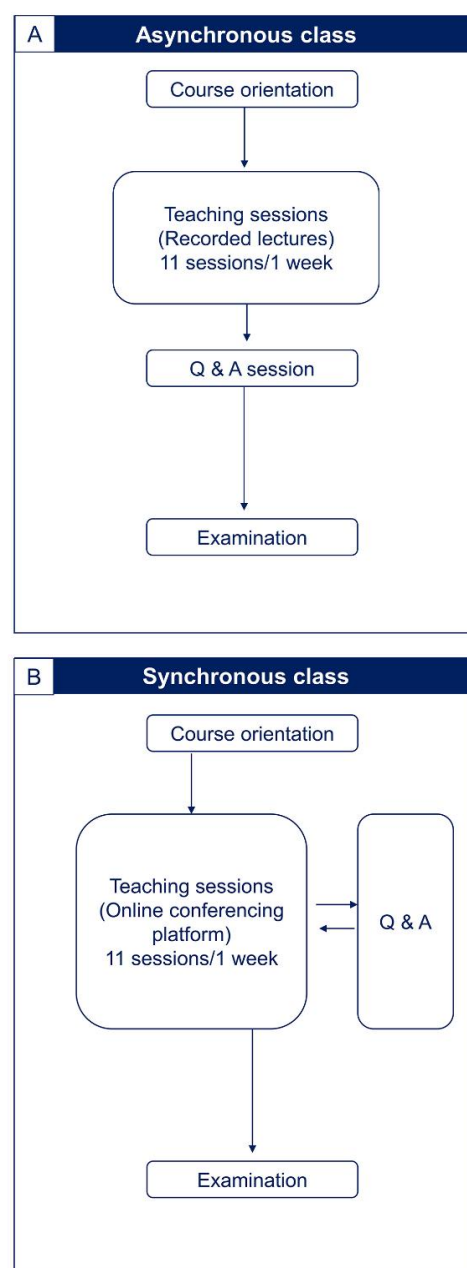 A
Asynchronous class
Course orientation
Teaching sessions
(Recorded lectures)
11 sessions/1 week
Q & A session
Examination
B
Synchronous class
Course orientation
Teaching sessions
(Online conferencing
platform)
11 sessions/1 week
Q & A
Examination